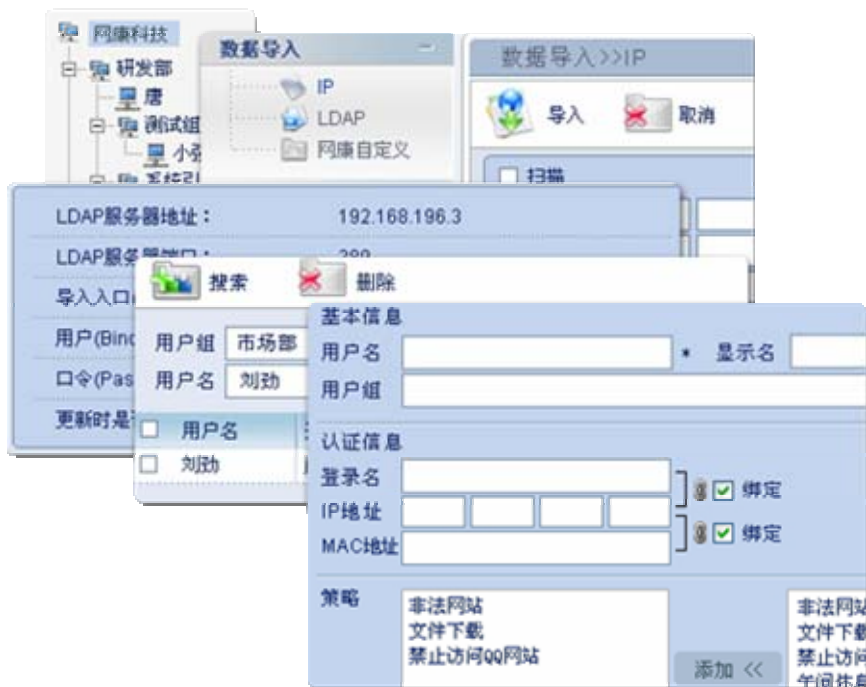 网康科技
研发部
唐
测试组
小
数据导入
IP
LDAP
网康自定义
数据导入>>IP
导入 取消
扫描
LDAP服务器地址： 192.168.196.3
LDAP服务器端口： 389
导入入口
用户(Bind
口令(Pas
更新时是
搜索 删除
用户组 市场部
用户名 刘劲
用户名
刘劲
基本信息
用户名 * 显示名
用户组
认证信息
登录名
IP地址
MAC地址
绑定
绑定
策略
非法网站
文件下载
禁止访问QQ网站
添加 <<
非法网站
文件下载
禁止访问